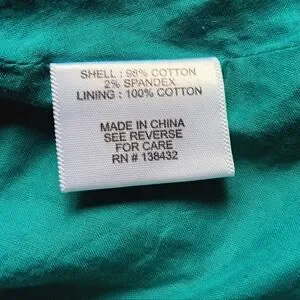 SHELL : 98% COTTON
2% SPANDEX
LINING : 100% COTTON
MADE IN CHINA
SEE REVERSE
FOR CARE
RN # 138432